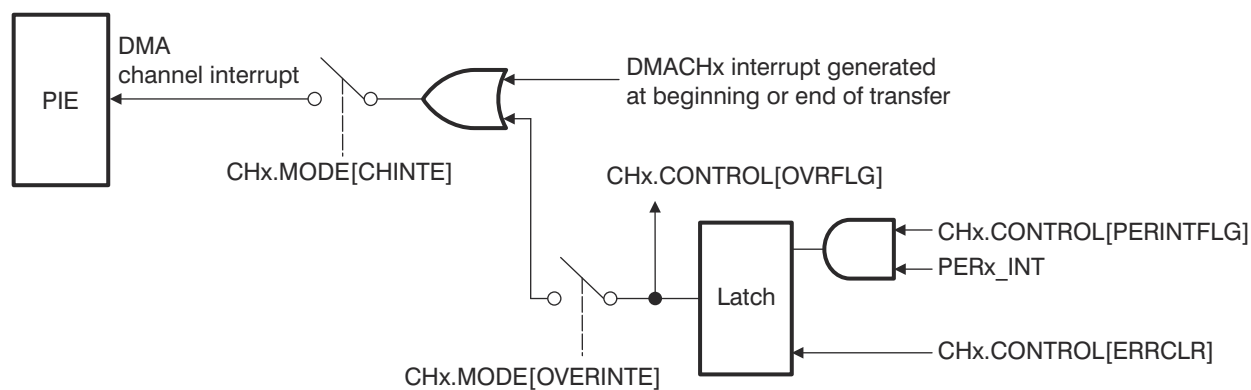 DMA
channel interrupt
DMACHx interrupt generated
at beginning or end of transfer
PIE
CHx.MODE[CHINTE]
CHx.CONTROL[OVRFLG]
CHx.CONTROL[PERINTFLG]
PERx_INT
Latch
CHx.CONTROL[ERRCLR]
CHx.MODE[OVERINTE]